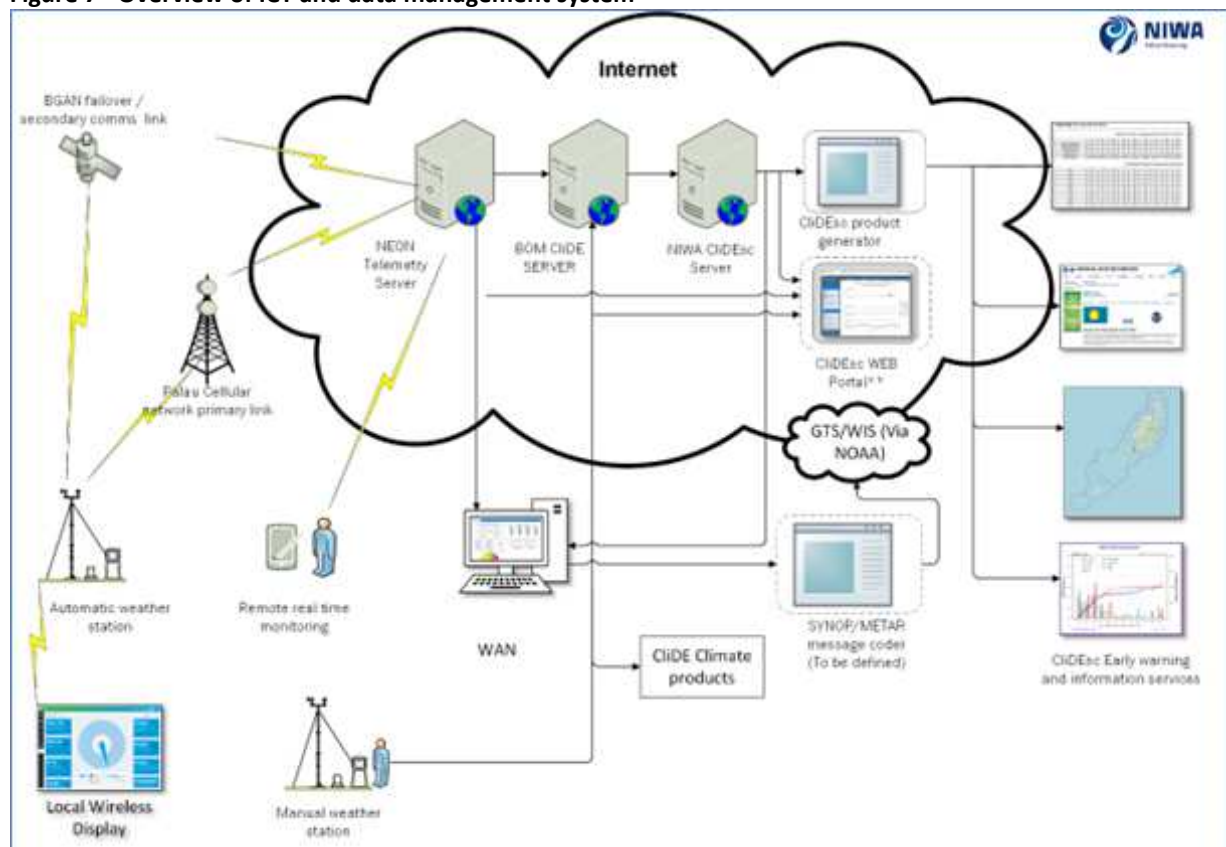 Figure 7 - Overview of IOT and data management system
NIWA
Internet
BGAN failover /
secondary comms link
NEON
Telemetry
Server
BOM CliDE
SERVER
NIWA CliDEsc
Server
CliDEsc product
generator
CliDEsc WEB
Portal**
Palau Cellular
network primary link
GTS/WIS (Via
NOAA)
Automatic weather
station
Remote real time
monitoring
WAN
SYNOP/METAR
message coder
(To be defined)
CliDE Climate
products
CliDEsc Early warning
and information services
Local Wireless
Display
Manual weather
station